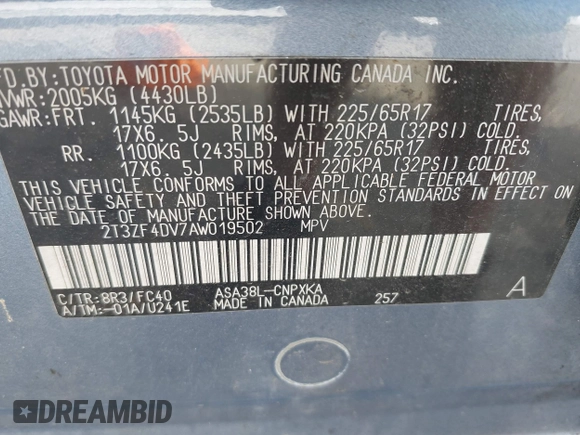 FD.BY:TOYOTA MOTOR MANUFACTURING CANADA INC.
VWR:2005KG (4430LB)
GAWR:FRT. 1145KG (2535LB) WITH 225/65R17 TIRES,
17X6. 5J RIMS, AT 220KPA (32PSI) COLD.
RR. 1100KG (2435LB) WITH 225/65R17 TIRES,
17X6. 5J RIMS, AT 220KPA (32PSI) COLD.
THIS VEHICLE CONFORMS TO ALL APPLICABLE FEDERAL MOTOR
VEHICLE SAFETY AND THEFT PREVENTION STANDARDS IN EFFECT ON
THE DATE OF MANUFACTURE SHOWN ABOVE.
2T3ZF4DV7AW019502 MPV
C/TR:8R3/FC40 ASA38L-CNPXKA
A/TM:-01A/U241E MADE IN CANADA 257 A
DREAMBID